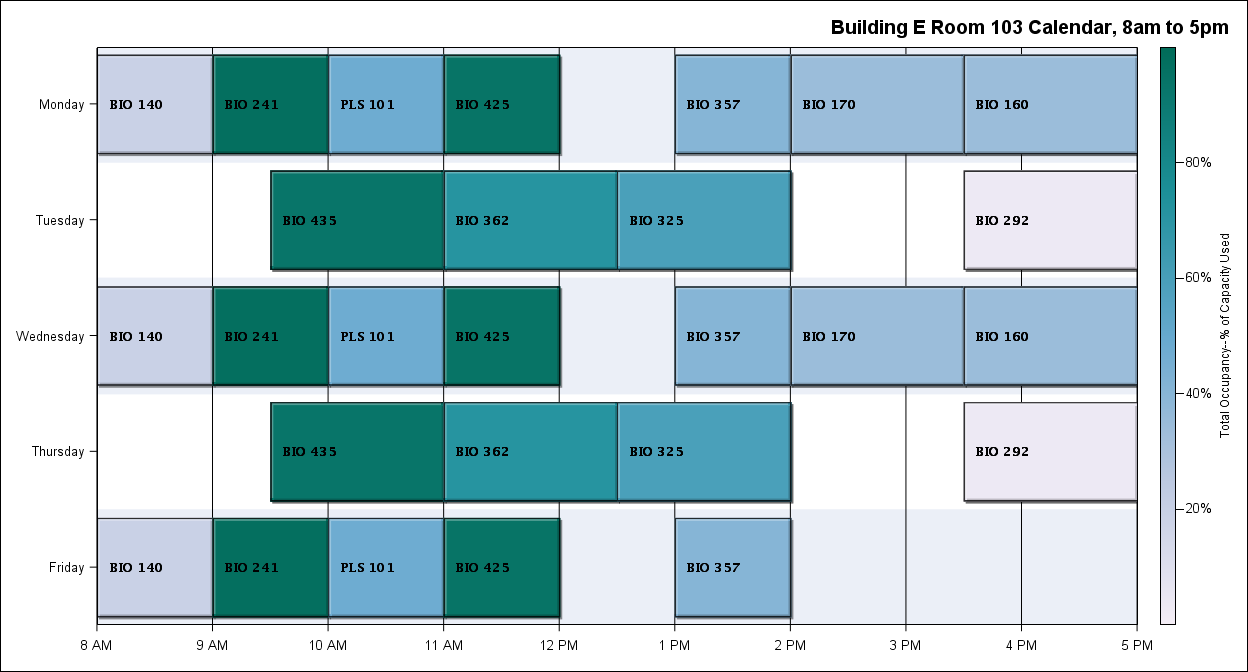 Building E Room 103 Calendar, 8am to 5pm
Monday
BIO 140
BIO 241
PLS 101
BIO 425
BIO 357
BIO 170
BIO 160
Tuesday
BIO 435
BIO 362
BIO 325
BIO 292
Wednesday
BIO 140
BIO 241
PLS 101
BIO 425
BIO 357
BIO 170
BIO 160
Thursday
BIO 435
BIO 362
BIO 325
BIO 292
Friday
BIO 140
BIO 241
PLS 101
BIO 425
BIO 357
8 AM
9 AM
10 AM
11 AM
12 PM
1 PM
2 PM
3 PM
4 PM
5 PM
80%
60%
40%
20%
Total Occupancy--% of Capacity Used